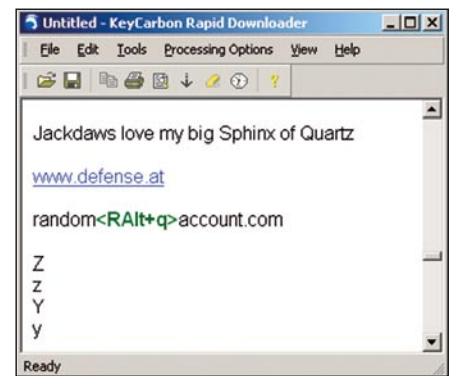 Untitled - KeyCarbon Rapid Downloader
File Edit Tools Processing Options View Help
Jackdaws love my big Sphinx of Quartz
www.defense.at
random<RAlt+q>account.com
Z
z
Y
y
Ready